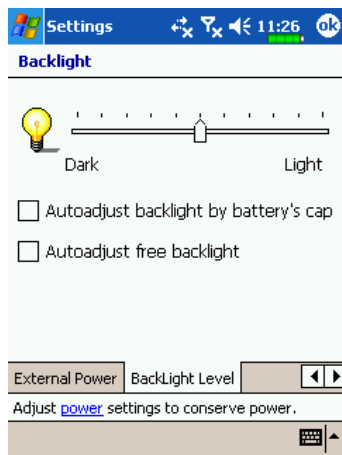 Settings 11:26 ok
Backlight
Dark Light
Autoadjust backlight by battery's cap
Autoadjust free backlight
External Power BackLight Level
Adjust power settings to conserve power.